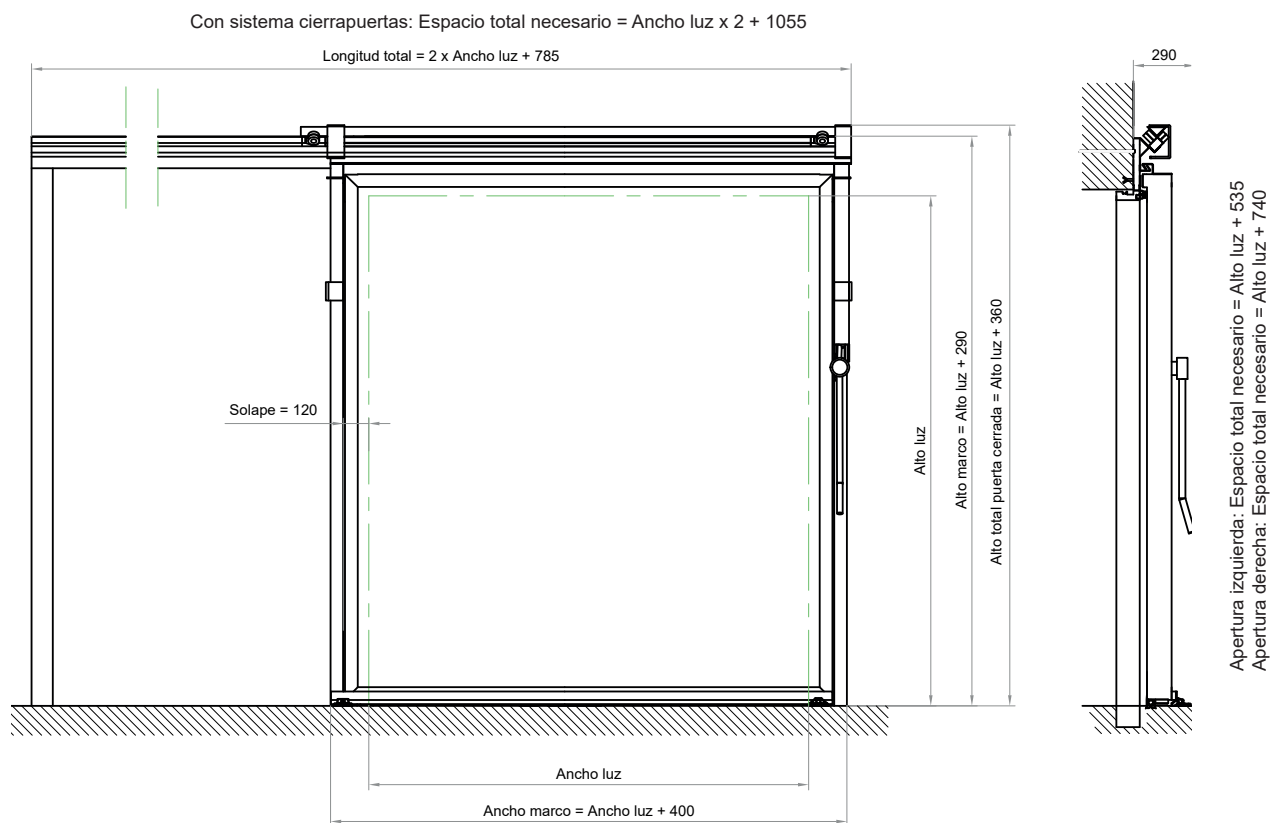 Con sistema cierrapuertas: Espacio total necesario = Ancho luz x 2 + 1055
Longitud total = 2 x Ancho luz + 785
290
Solape = 120
Alto luz
Alto marco = Alto luz + 290
Alto total puerta cerrada = Alto luz + 360
Apertura izquierda: Espacio total necesario = Alto luz + 535
Apertura derecha: Espacio total necesario = Alto luz + 740
Ancho luz
Ancho marco = Ancho luz + 400